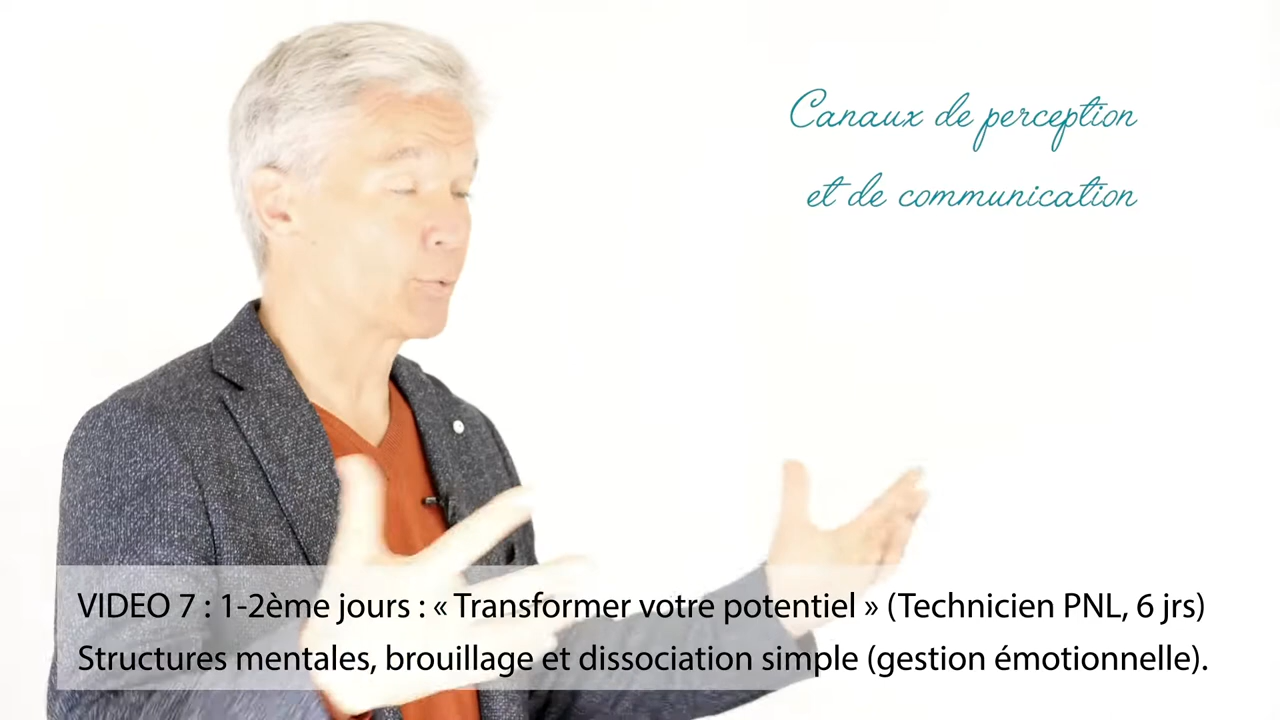 Canaux de perception
et de communication
VIDEO 7 : 1-2ème jours : « Transformer votre potentiel » (Technicien PNL, 6 jrs)
Structures mentales, brouillage et dissociation simple (gestion émotionnelle).